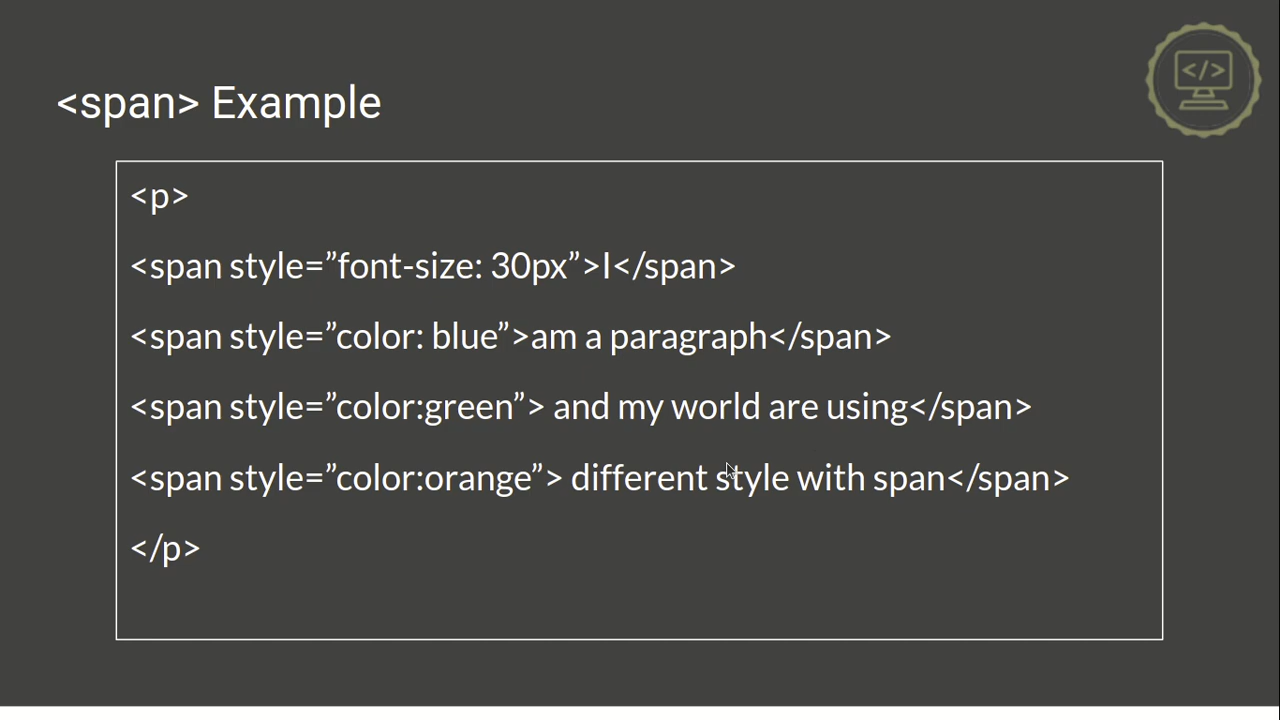 <span> Example
</>
<p>
<span style=”font-size: 30px”>I</span>
<span style=”color: blue”>am a paragraph</span>
<span style=”color:green”> and my world are using</span>
<span style=”color:orange”> different style with span</span>
</p>